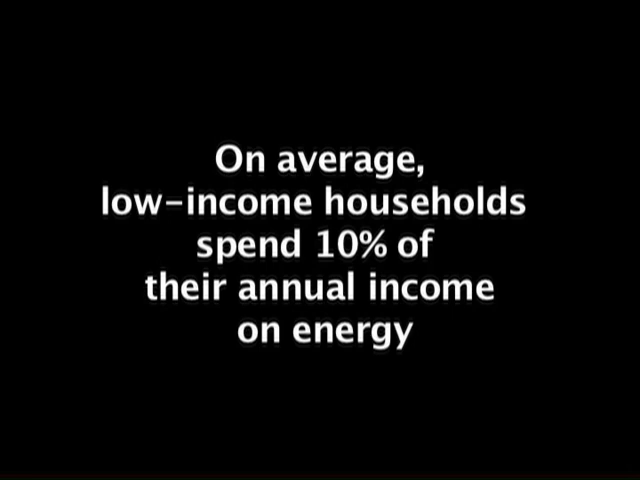 On average,
low-income households
spend 10% of
their annual income
on energy